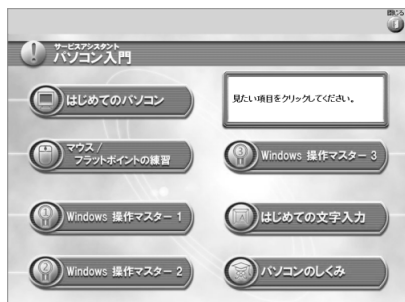 閉じる
サービスアシスタント
パソコン入門
はじめてのパソコン
見たい項目をクリックしてください。
マウス/
フラットポイントの練習
Windows 操作マスター 3
Windows 操作マスター 1
はじめての文字入力
Windows 操作マスター 2
パソコンのしくみ